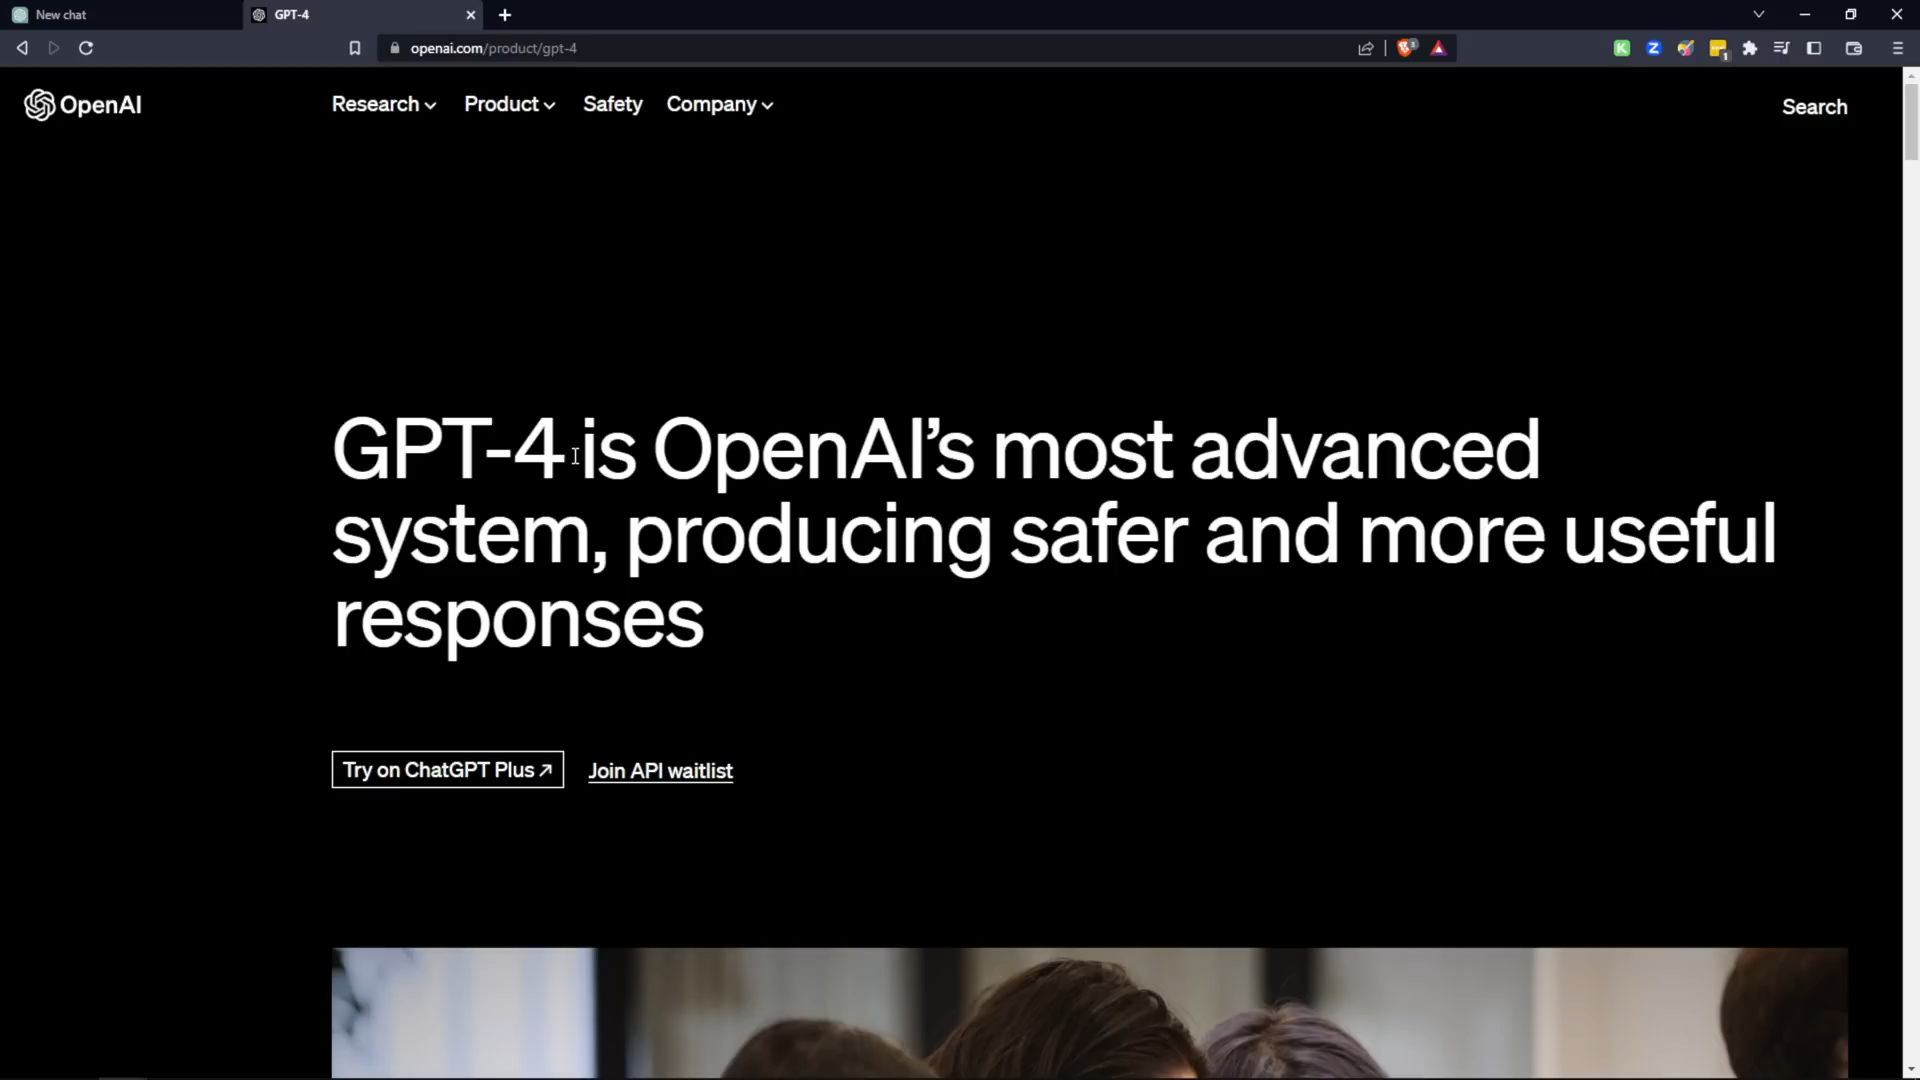 New chat
GPT-4
openai.com/product/gpt-4
OpenAI
Research
Product
Safety
Company
Search
GPT-4 is OpenAI’s most advanced
system, producing safer and more useful
responses
Try on ChatGPT Plus ↗
Join API waitlist